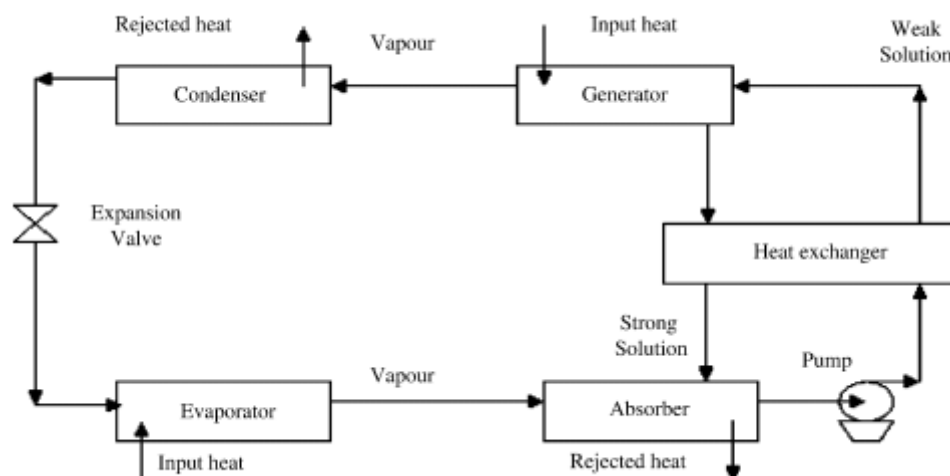 Rejected heat
Vapour
Input heat
Weak
Solution
Condenser
Generator
Expansion
Valve
Heat exchanger
Strong
Solution
Vapour
Pump
Evaporator
Absorber
Input heat
Rejected heat